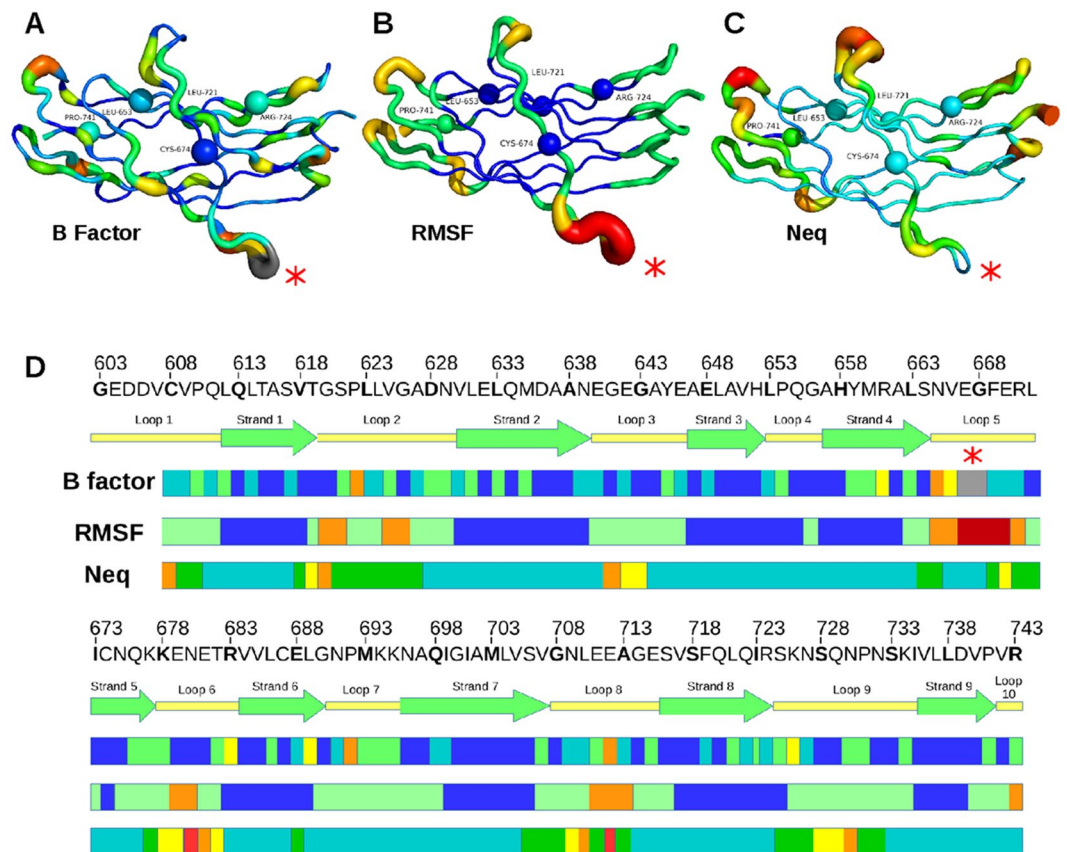 A
B
C
LEU-721
LEU-653
PRO-741
ARG-724
CYS-674
B Factor
*
LEU-721
LEU-653
ARG-724
PRO-741
CYS-674
RMSF
*
LEU-721
LEU 653
ARG-724
PRO-741
CYS-674
Neq
*
D
603 608 613 618 623 628 633 638 643 648 653 658 663 668
GEDDVCVPQLQLTASVTGSPLLVGADNVLELQMDAANEGEGAYEAELAVHLPQGAHYMRALSNVEGFERL
Loop 1 Strand 1 Loop 2 Strand 2 Loop 3 Strand 3 Loop 4 Strand 4 Loop 5
*
B factor
RMSF
Neq
673 678 683 688 693 698 703 708 713 718 723 728 733 738 743
ICNQKKENETRVVLCELGNPMKKNAQIGIAMLVSVGNLEEAGESVSFQLQIRSKNSQNPNSKIVLLDVPVR
Strand 5 Loop 6 Strand 6 Loop 7 Strand 7 Loop 8 Strand 8 Loop 9 Strand 9 Loop 10